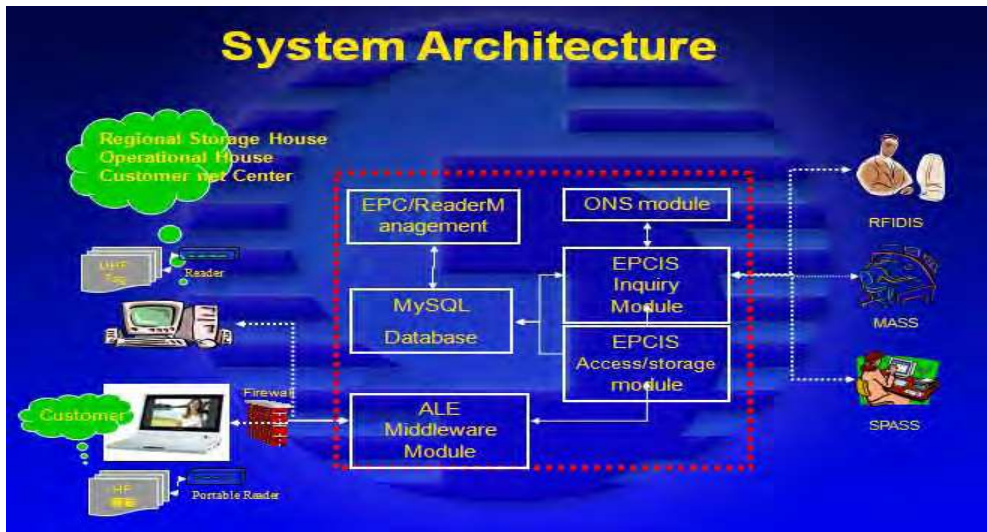 System Architecture
Regional Storage House
Operational House
Customer net Center
UHF
Tag
Reader
EPC/ReaderM
anagement
ONS module
EPCIS
Inquiry
Module
MySQL
Database
EPCIS
Access/storage
module
ALE
Middleware
Module
RFIDIS
MASS
SPASS
Firewall
Customer
Portable Reader